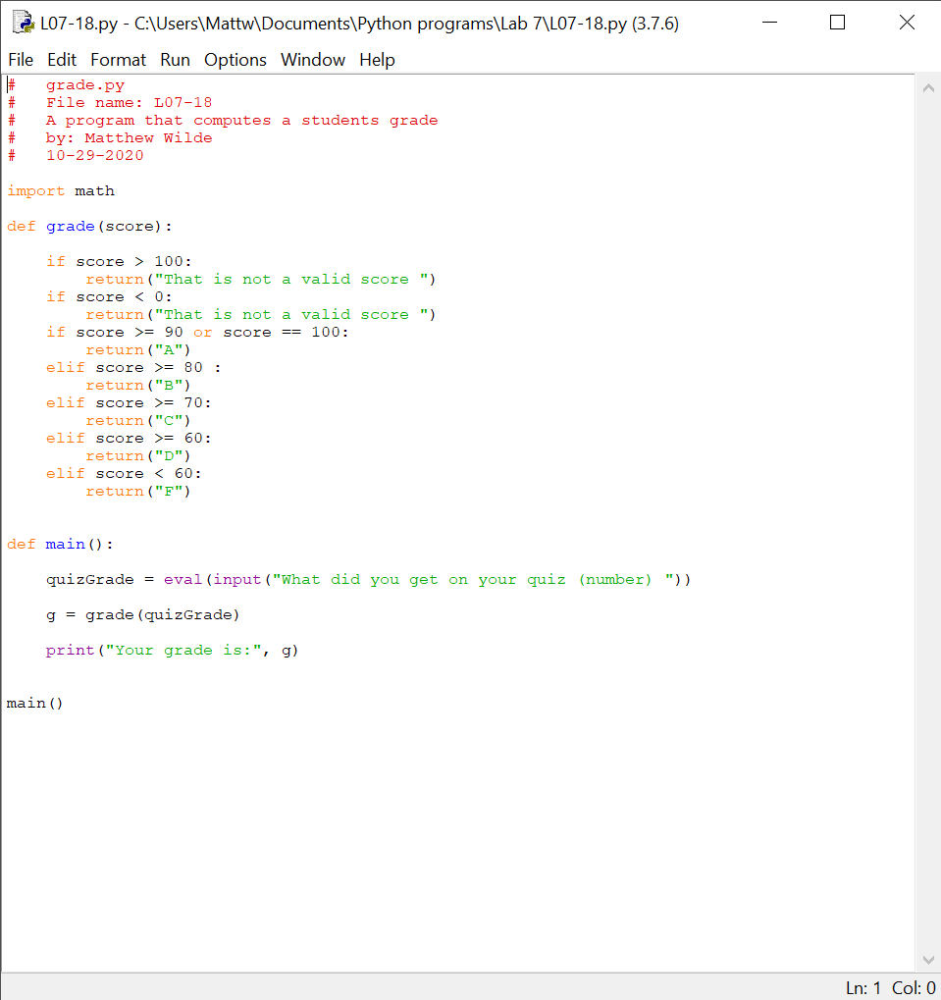 L07-18.py - C:\Users\Mattw\Documents\Python programs\Lab 7\L07-18.py (3.7.6)
File Edit Format Run Options Window Help
#   grade.py
#   File name: L07-18
#   A program that computes a students grade
#   by: Matthew Wilde
#   10-29-2020
import math
def grade(score):
    if score > 100:
        return("That is not a valid score ")
    if score < 0:
        return("That is not a valid score ")
    if score >= 90 or score == 100:
        return("A")
    elif score >= 80 :
        return("B")
    elif score >= 70:
        return("C")
    elif score >= 60:
        return("D")
    elif score < 60:
        return("F")
def main():
    quizGrade = eval(input("What did you get on your quiz (number) "))
    g = grade(quizGrade)
    print("Your grade is:", g)
main()
Ln: 1 Col: 0